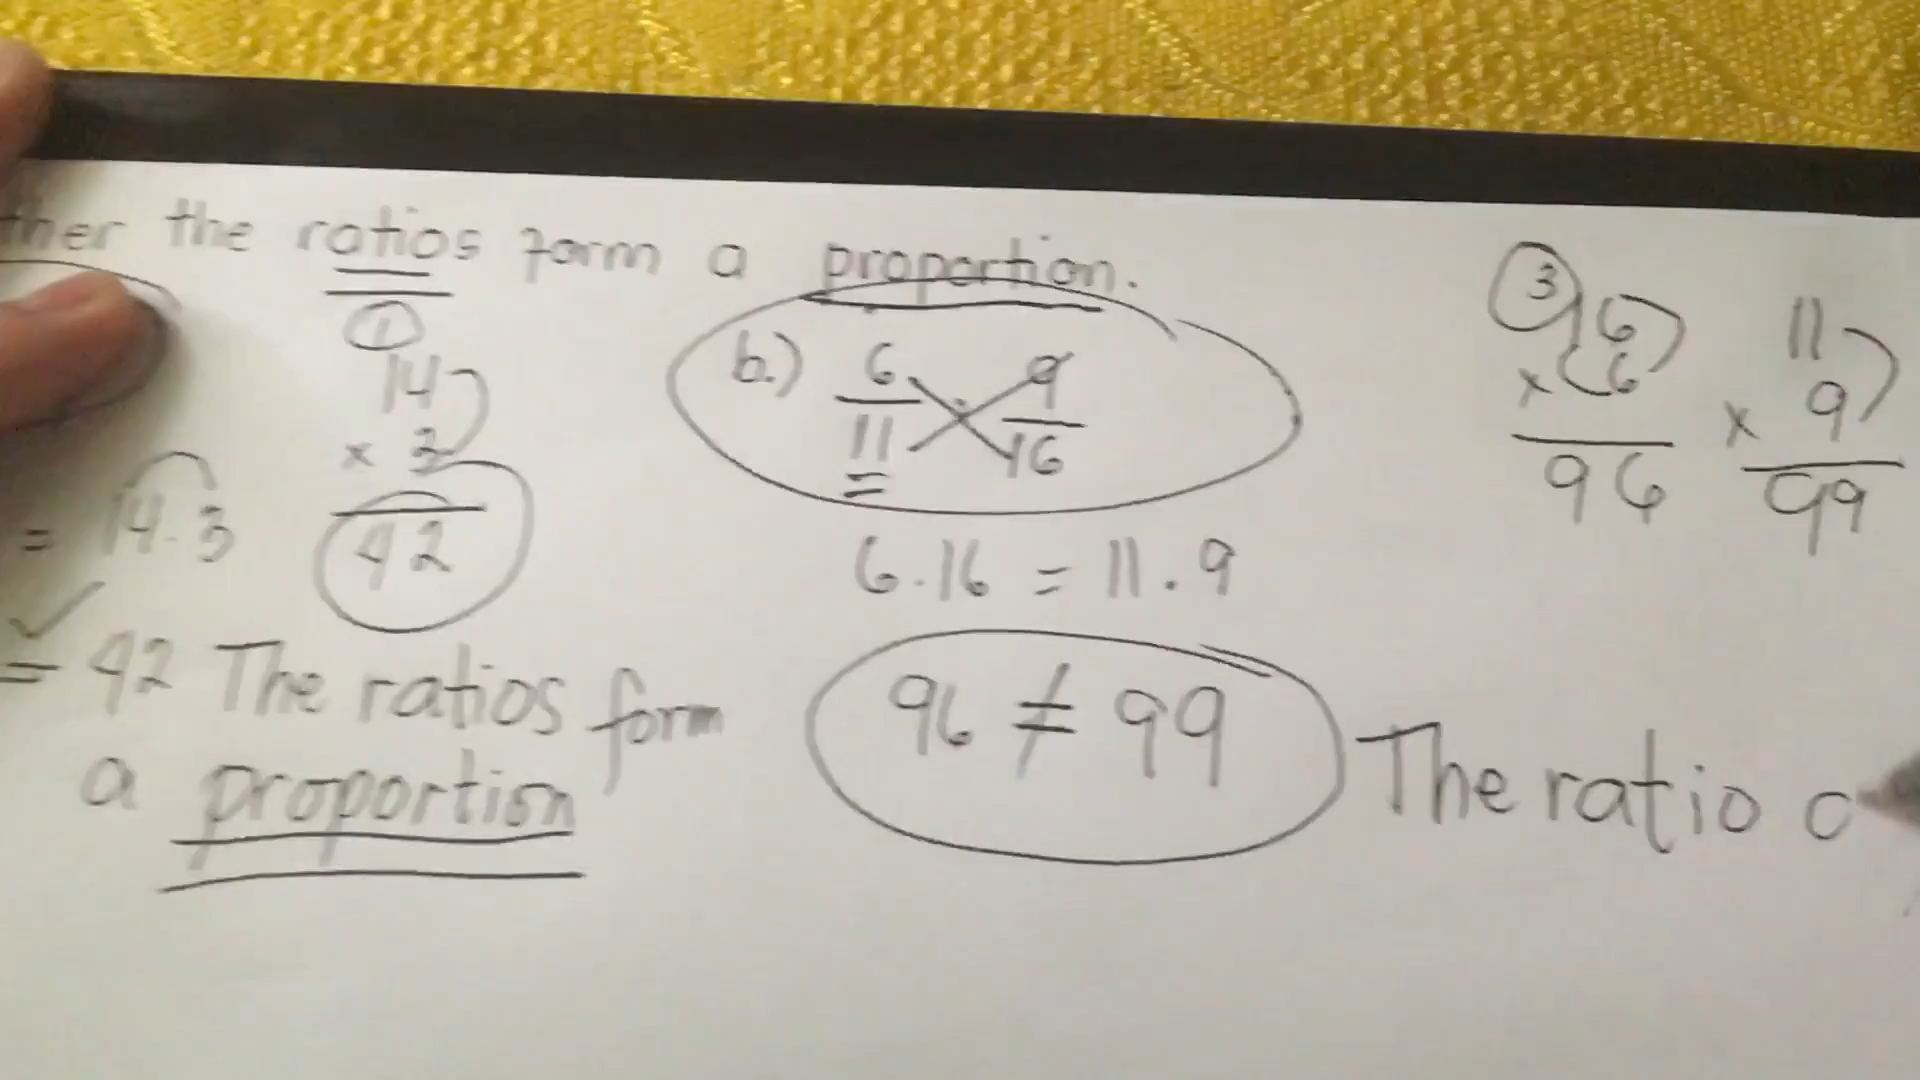 ther the ratios form a proportion.
1
14
x 3
42
= 14.3
= 42 The ratios form
a proportion
b.) 6/11 9/16
6.16 = 11.9
96 ≠ 99
The ratio
3
16
x 6
96
11
x 9
99